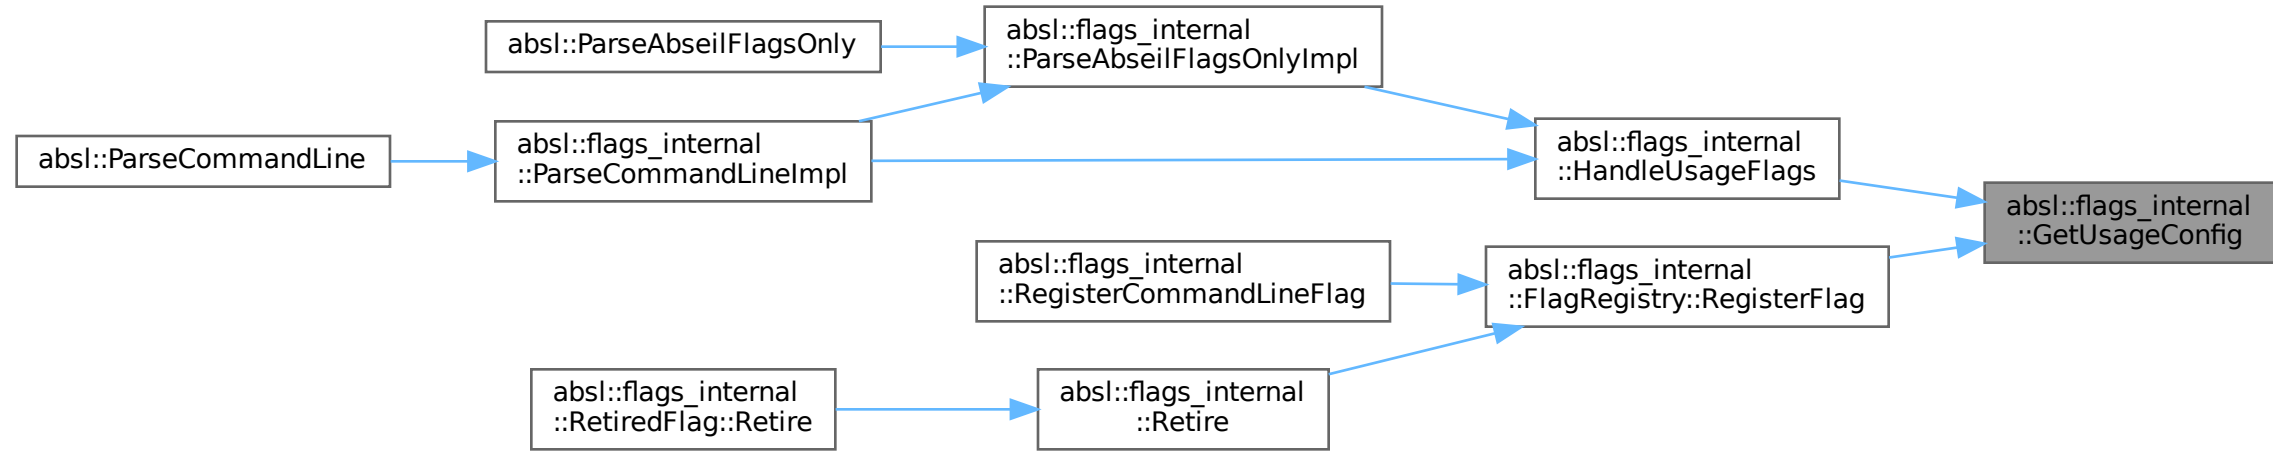 absl::ParseAbseilFlagsOnly
absl::flags_internal
::ParseAbseilFlagsOnlyImpl
absl::ParseCommandLine
absl::flags_internal
::ParseCommandLineImpl
absl::flags_internal
::HandleUsageFlags
absl::flags_internal
::GetUsageConfig
absl::flags_internal
::RegisterCommandLineFlag
absl::flags_internal
::FlagRegistry::RegisterFlag
absl::flags_internal
::RetiredFlag::Retire
absl::flags_internal
::Retire